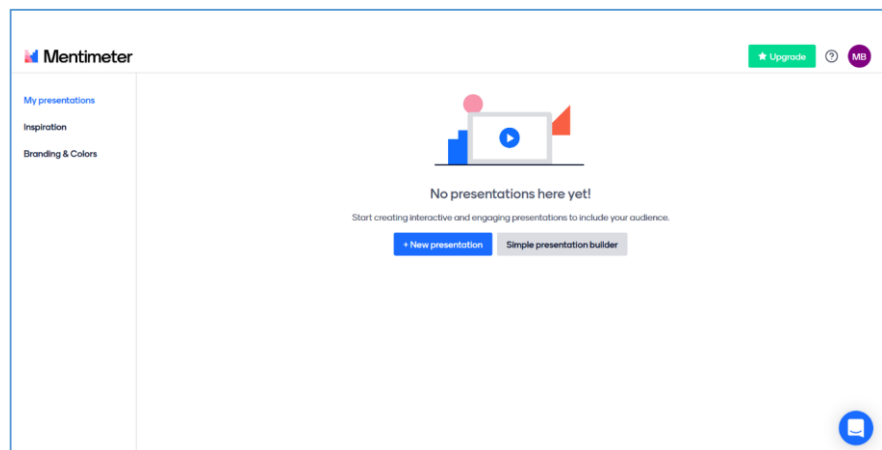 Mentimeter
Upgrade
?
MB
My presentations
Inspiration
Branding & Colors
No presentations here yet!
Start creating interactive and engaging presentations to include your audience.
+ New presentation
Simple presentation builder